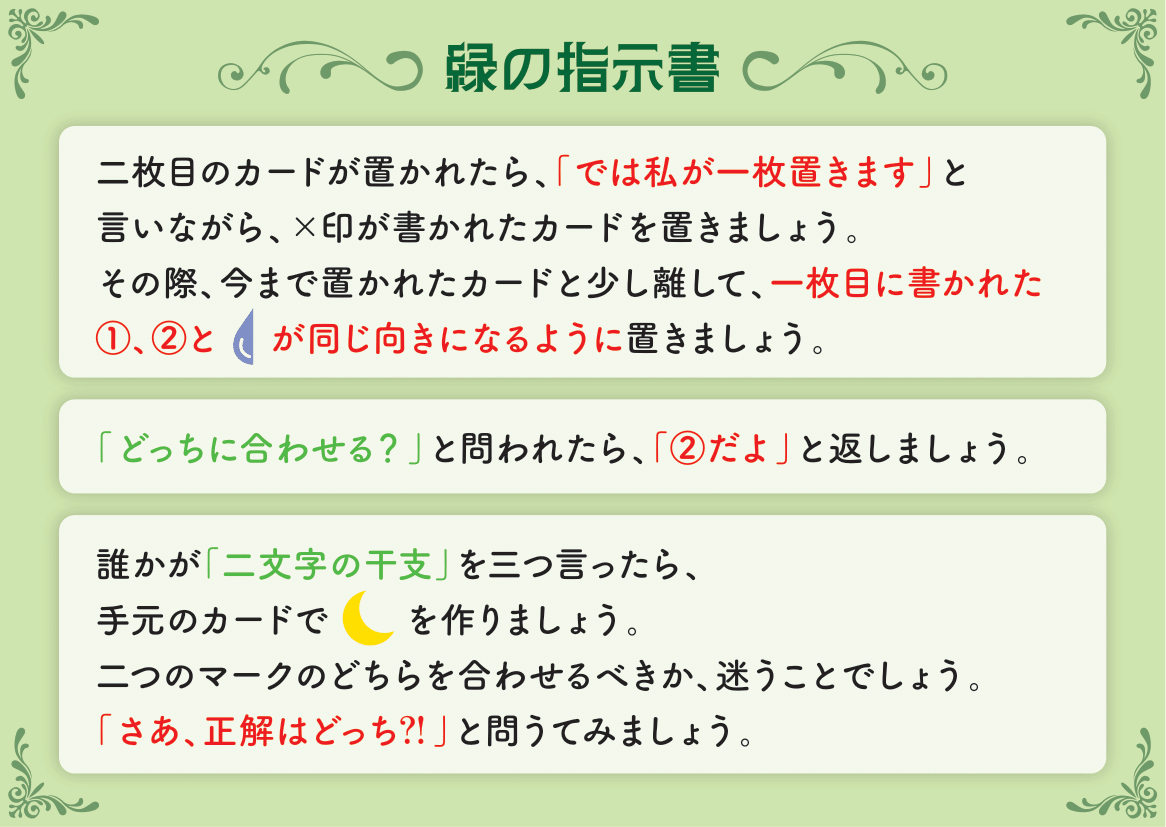 緑の指示書
二枚目のカードが置かれたら、「では私が一枚置きます」と
言いながら、×印が書かれたカードを置きましょう。
その際、今まで置かれたカードと少し離して、一枚目に書かれた
①、②と が同じ向きになるように置きましょう。
「どっちに合わせる？」と問われたら、「②だよ」と返しましょう。
誰かが「二文字の干支」を三つ言ったら、
手元のカードで を作りましょう。
二つのマークのどちらを合わせるべきか、迷うことでしょう。
「さあ、正解はどっち?!」と問うてみましょう。